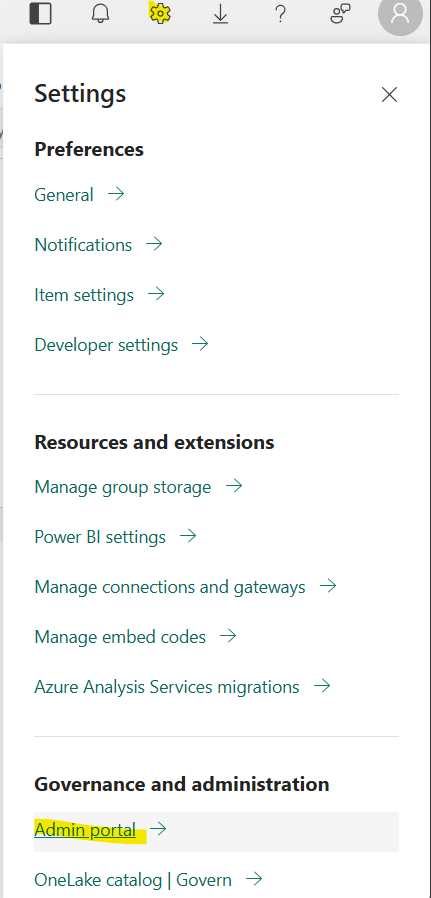 Settings
Preferences
General
Notifications
Item settings
Developer settings
Resources and extensions
Manage group storage
Power BI settings
Manage connections and gateways
Manage embed codes
Azure Analysis Services migrations
Governance and administration
Admin portal
OneLake catalog | Govern